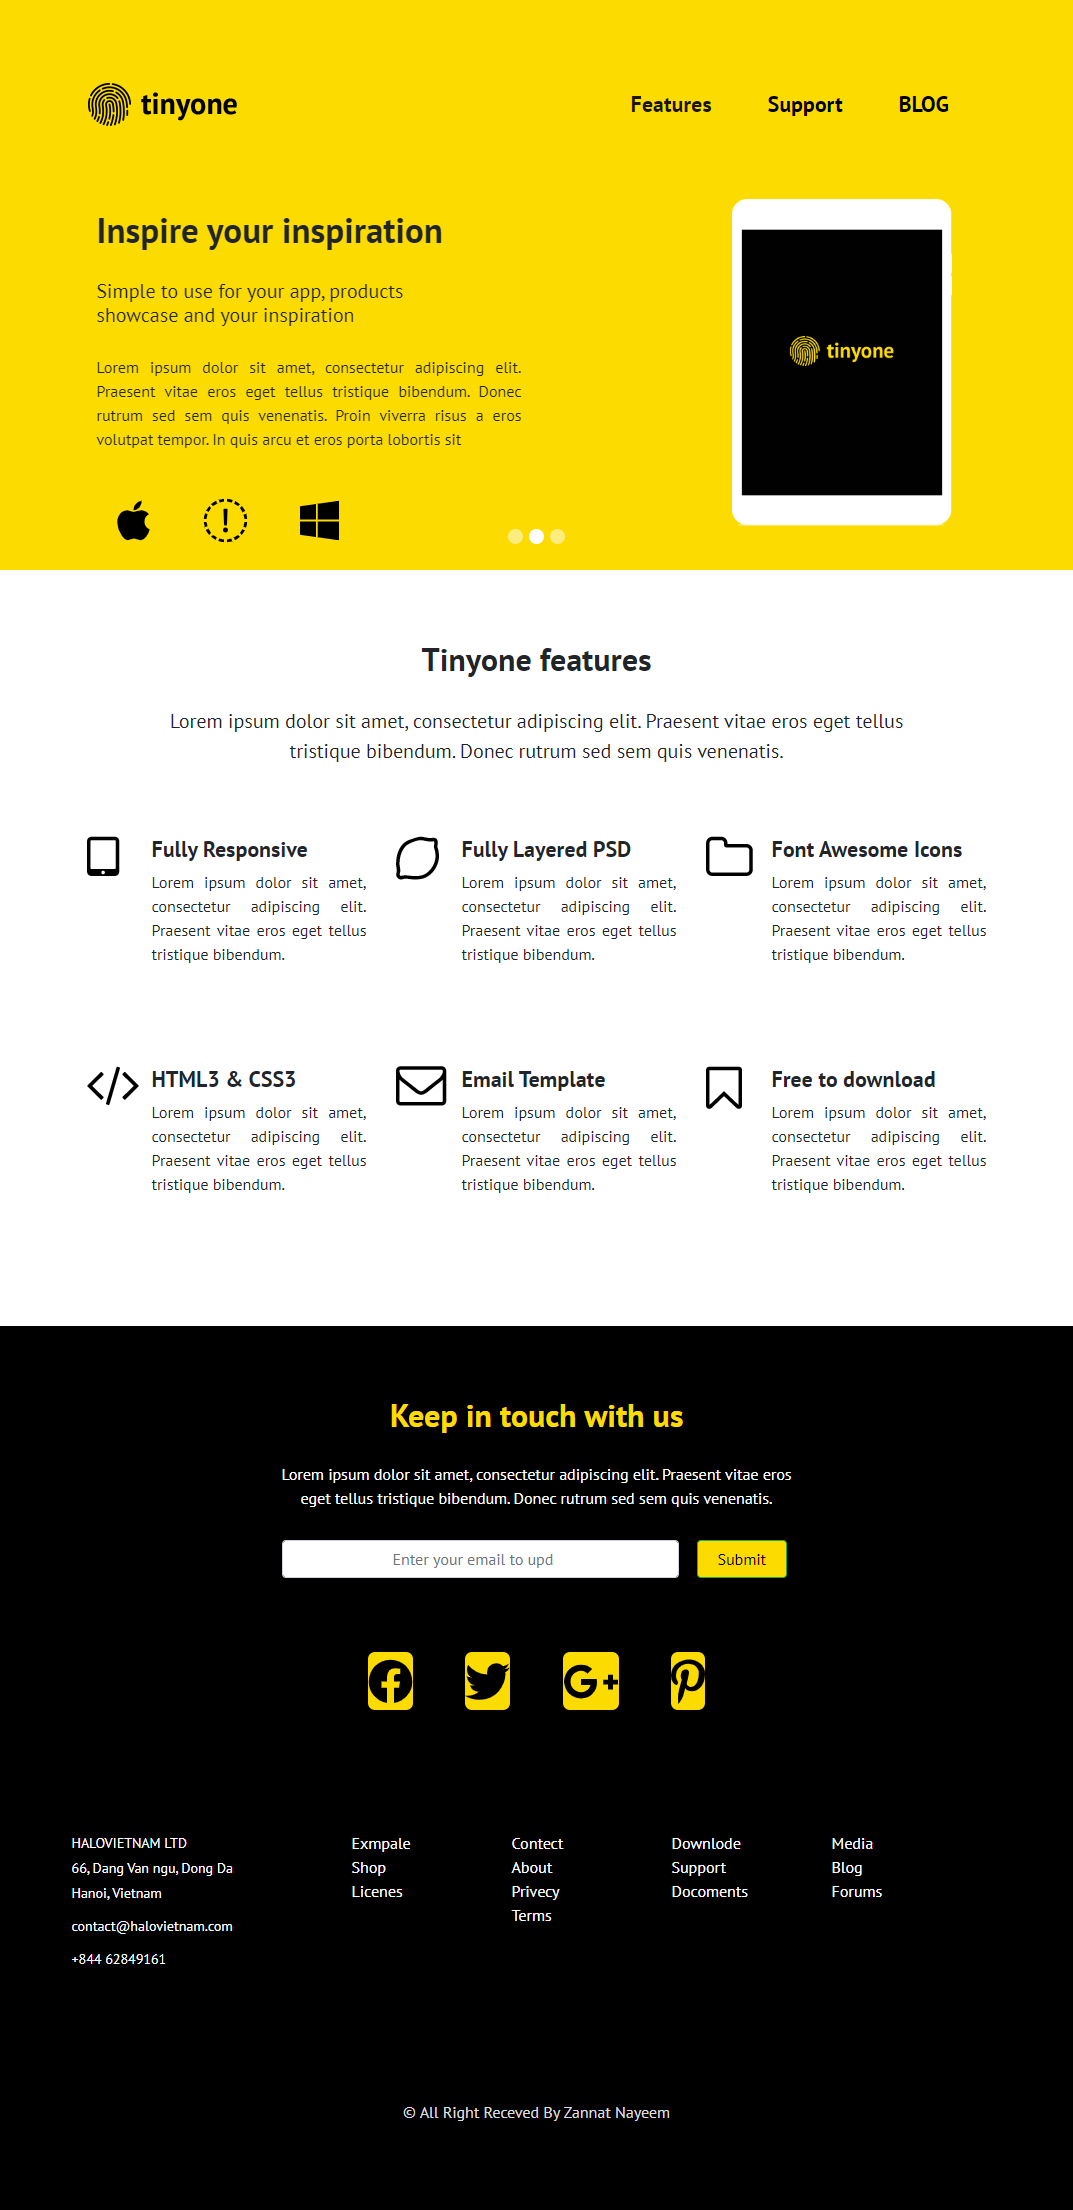 tinyone
Features
Support
BLOG
Inspire your inspiration
Simple to use for your app, products
showcase and your inspiration
Lorem ipsum dolor sit amet, consectetur adipiscing elit.
Praesent vitae eros eget tellus tristique bibendum. Donec
rutrum sed sem quis venenatis. Proin viverra risus a eros
volutpat tempor. In quis arcu et eros porta lobortis sit
tinyone
Tinyone features
Lorem ipsum dolor sit amet, consectetur adipiscing elit. Praesent vitae eros eget tellus
tristique bibendum. Donec rutrum sed sem quis venenatis.
Fully Responsive
Lorem ipsum dolor sit amet,
consectetur adipiscing elit.
Praesent vitae eros eget tellus
tristique bibendum.
Fully Layered PSD
Lorem ipsum dolor sit amet,
consectetur adipiscing elit.
Praesent vitae eros eget tellus
tristique bibendum.
Font Awesome Icons
Lorem ipsum dolor sit amet,
consectetur adipiscing elit.
Praesent vitae eros eget tellus
tristique bibendum.
HTML3 & CSS3
Lorem ipsum dolor sit amet,
consectetur adipiscing elit.
Praesent vitae eros eget tellus
tristique bibendum.
Email Template
Lorem ipsum dolor sit amet,
consectetur adipiscing elit.
Praesent vitae eros eget tellus
tristique bibendum.
Free to download
Lorem ipsum dolor sit amet,
consectetur adipiscing elit.
Praesent vitae eros eget tellus
tristique bibendum.
Keep in touch with us
Lorem ipsum dolor sit amet, consectetur adipiscing elit. Praesent vitae eros
eget tellus tristique bibendum. Donec rutrum sed sem quis venenatis.
Enter your email to upd
Submit
HALOVIETNAM LTD
66, Dang Van ngu, Dong Da
Hanoi, Vietnam
contact@halovietnam.com
+844 62849161
Exmpale
Shop
Licenes
Contect
About
Privecy
Terms
Downlode
Support
Docoments
Media
Blog
Forums
© All Right Receved By Zannat Nayeem